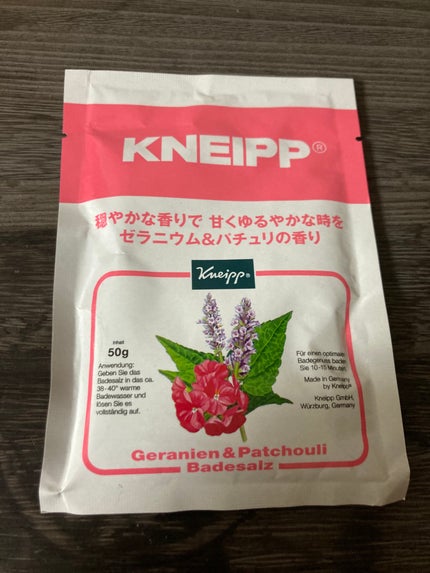 KNEIPP®
穏やかな香りで 甘くゆるやかな時を
ゼラニウム&パチュリの香り
Kneipp®
Inhalt
50g
Anwendung:
Geben Sie das
Badesalz in das ca.
38-40° warme
Badewasser und
lösen Sie es
vollständig auf.
Für einen optimalen
Badegenuss baden
Sie 10-15 Minuten.
Made in Germany
by Kneipp®
Kneipp GmbH,
Würzburg, Germany
Geranien & Patchouli
Badesalz